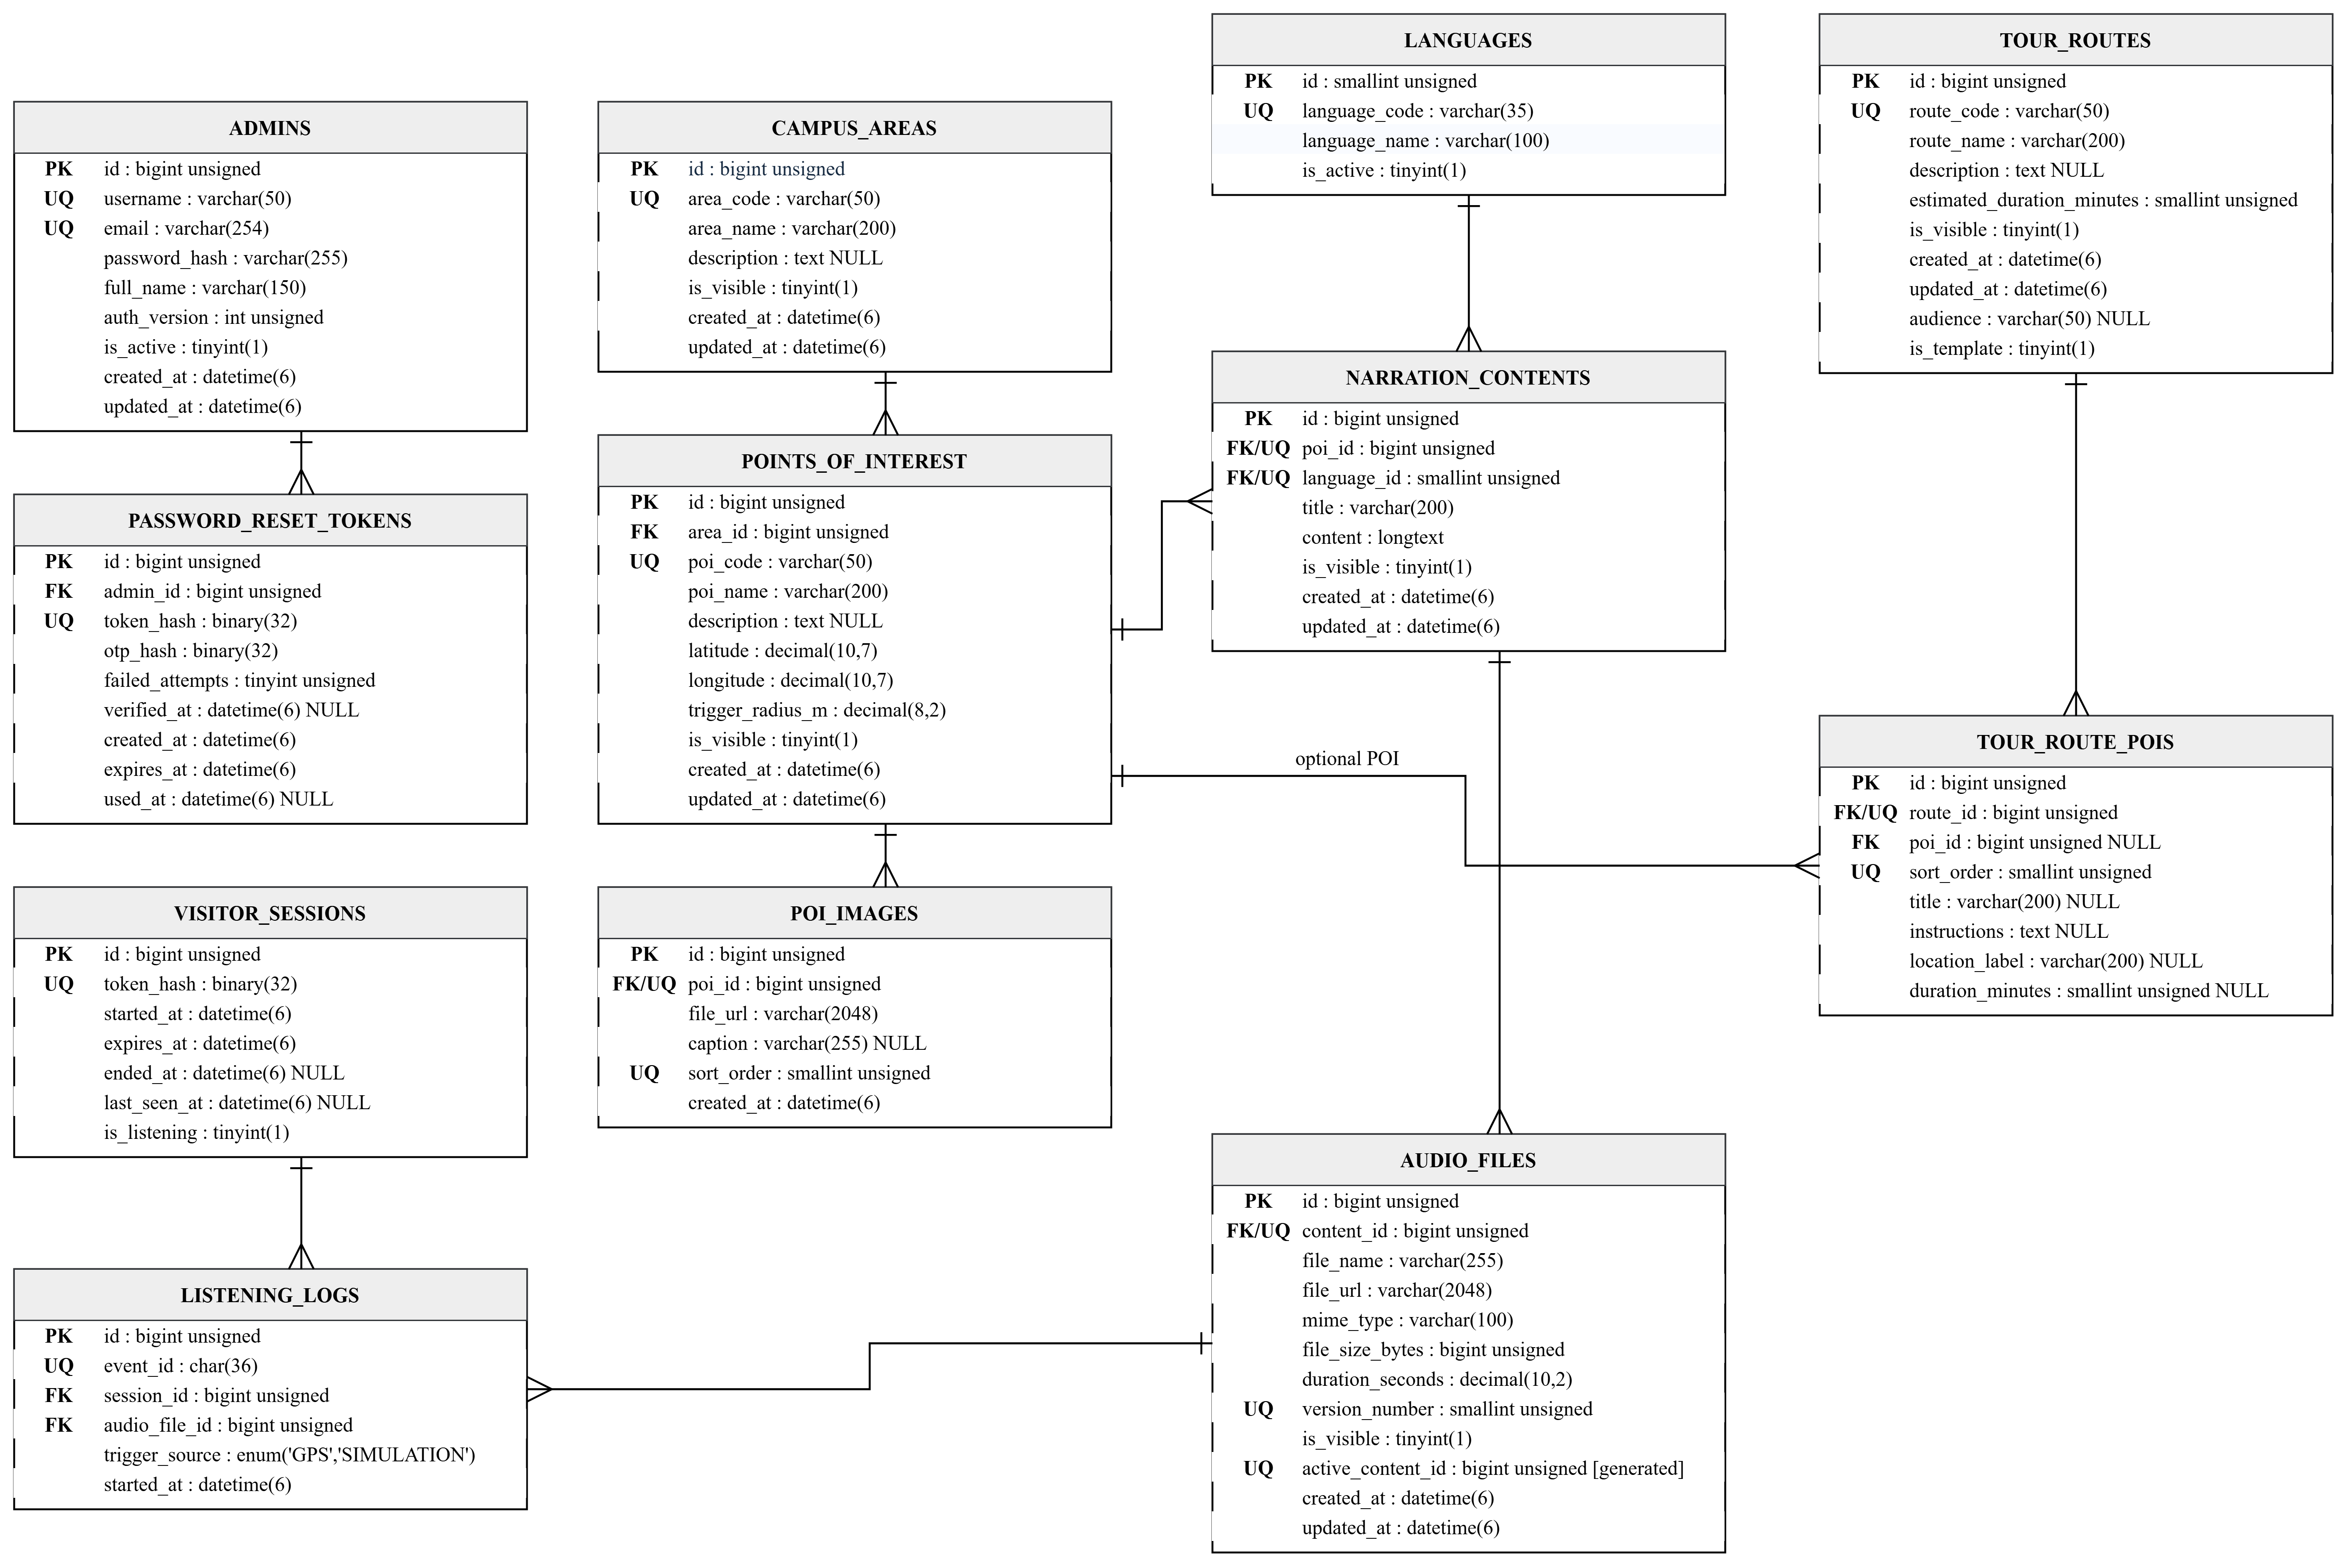 ADMINS
PK id : bigint unsigned
UQ username : varchar(50)
UQ email : varchar(254)
password_hash : varchar(255)
full_name : varchar(150)
auth_version : int unsigned
is_active : tinyint(1)
created_at : datetime(6)
updated_at : datetime(6)
PASSWORD_RESET_TOKENS
PK id : bigint unsigned
FK admin_id : bigint unsigned
UQ token_hash : binary(32)
otp_hash : binary(32)
failed_attempts : tinyint unsigned
verified_at : datetime(6) NULL
created_at : datetime(6)
expires_at : datetime(6)
used_at : datetime(6) NULL
VISITOR_SESSIONS
PK id : bigint unsigned
UQ token_hash : binary(32)
started_at : datetime(6)
expires_at : datetime(6)
ended_at : datetime(6) NULL
last_seen_at : datetime(6) NULL
is_listening : tinyint(1)
LISTENING_LOGS
PK id : bigint unsigned
UQ event_id : char(36)
FK session_id : bigint unsigned
FK audio_file_id : bigint unsigned
trigger_source : enum('GPS','SIMULATION')
started_at : datetime(6)
CAMPUS_AREAS
PK id : bigint unsigned
UQ area_code : varchar(50)
area_name : varchar(200)
description : text NULL
is_visible : tinyint(1)
created_at : datetime(6)
updated_at : datetime(6)
POINTS_OF_INTEREST
PK id : bigint unsigned
FK area_id : bigint unsigned
UQ poi_code : varchar(50)
poi_name : varchar(200)
description : text NULL
latitude : decimal(10,7)
longitude : decimal(10,7)
trigger_radius_m : decimal(8,2)
is_visible : tinyint(1)
created_at : datetime(6)
updated_at : datetime(6)
POI_IMAGES
PK id : bigint unsigned
FK/UQ poi_id : bigint unsigned
file_url : varchar(2048)
caption : varchar(255) NULL
UQ sort_order : smallint unsigned
created_at : datetime(6)
LANGUAGES
PK id : smallint unsigned
UQ language_code : varchar(35)
language_name : varchar(100)
is_active : tinyint(1)
NARRATION_CONTENTS
PK id : bigint unsigned
FK/UQ poi_id : bigint unsigned
FK/UQ language_id : smallint unsigned
title : varchar(200)
content : longtext
is_visible : tinyint(1)
created_at : datetime(6)
updated_at : datetime(6)
optional POI
AUDIO_FILES
PK id : bigint unsigned
FK/UQ content_id : bigint unsigned
file_name : varchar(255)
file_url : varchar(2048)
mime_type : varchar(100)
file_size_bytes : bigint unsigned
duration_seconds : decimal(10,2)
UQ version_number : smallint unsigned
is_visible : tinyint(1)
UQ active_content_id : bigint unsigned [generated]
created_at : datetime(6)
updated_at : datetime(6)
TOUR_ROUTES
PK id : bigint unsigned
UQ route_code : varchar(50)
route_name : varchar(200)
description : text NULL
estimated_duration_minutes : smallint unsigned
is_visible : tinyint(1)
created_at : datetime(6)
updated_at : datetime(6)
audience : varchar(50) NULL
is_template : tinyint(1)
TOUR_ROUTE_POIS
PK id : bigint unsigned
FK/UQ route_id : bigint unsigned
FK poi_id : bigint unsigned NULL
UQ sort_order : smallint unsigned
title : varchar(200) NULL
instructions : text NULL
location_label : varchar(200) NULL
duration_minutes : smallint unsigned NULL